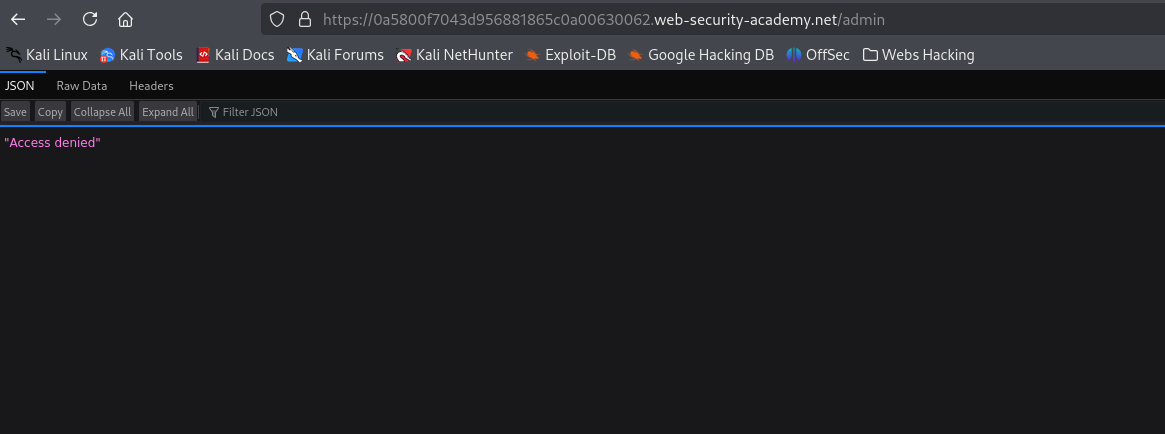 https://0a5800f7043d956881865c0a00630062.web-security-academy.net/admin
Kali Linux Kali Tools Kali Docs Kali Forums Kali NetHunter Exploit-DB Google Hacking DB OffSec Webs Hacking
JSON Raw Data Headers
Save Copy Collapse All Expand All Filter JSON
"Access denied"